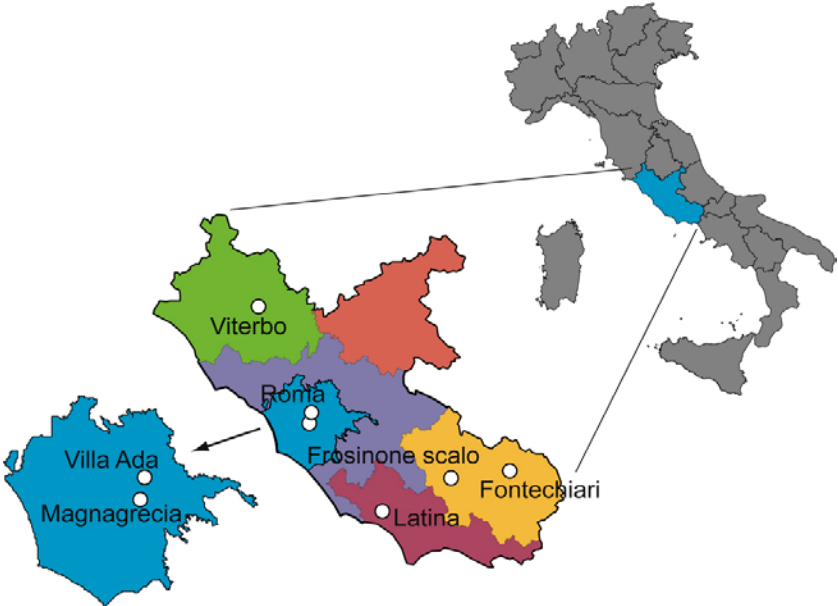 Viterbo
Roma
Villa Ada
Frosinone scalo
Fontechiari
Magnagrecia
Latina